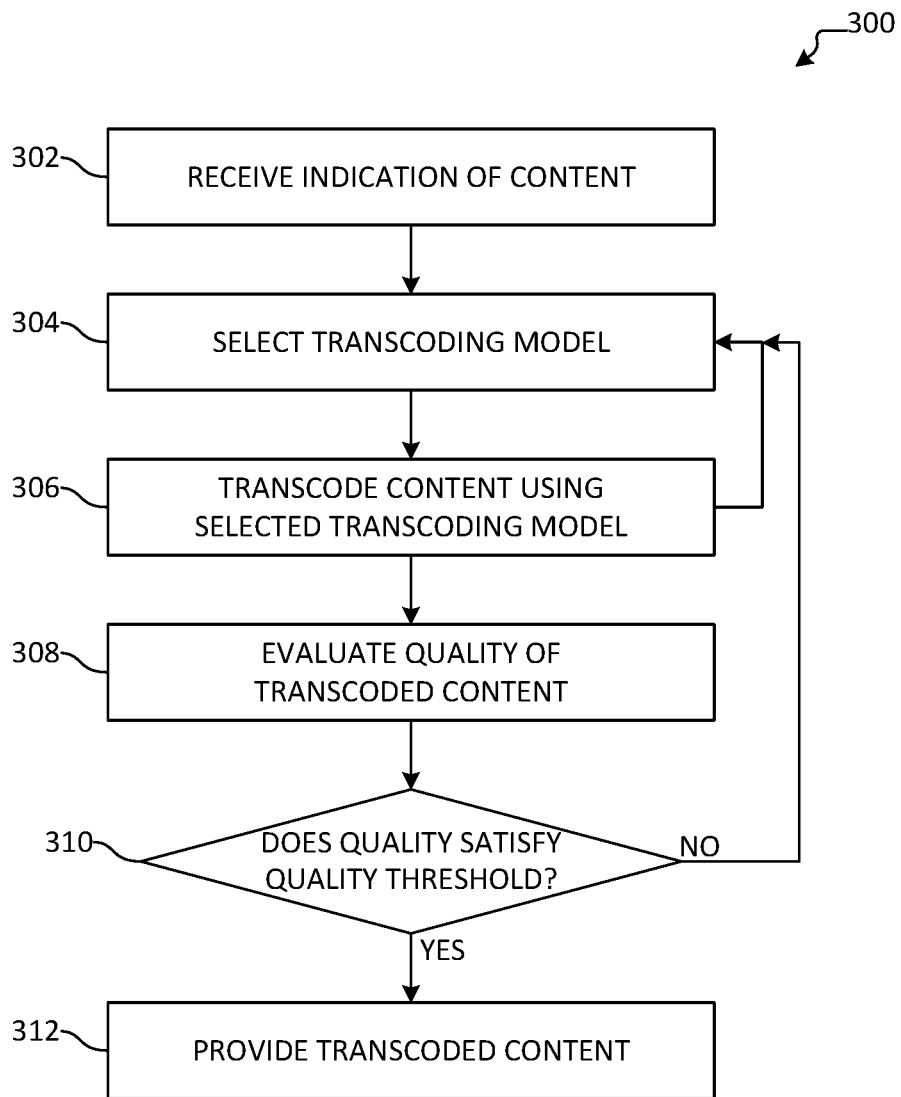 300
302
RECEIVE INDICATION OF CONTENT
304
SELECT TRANSCODING MODEL
306
TRANSCODE CONTENT USING
SELECTED TRANSCODING MODEL
308
EVALUATE QUALITY OF
TRANSCODED CONTENT
310
DOES QUALITY SATISFY
QUALITY THRESHOLD?
NO
YES
312
PROVIDE TRANSCODED CONTENT